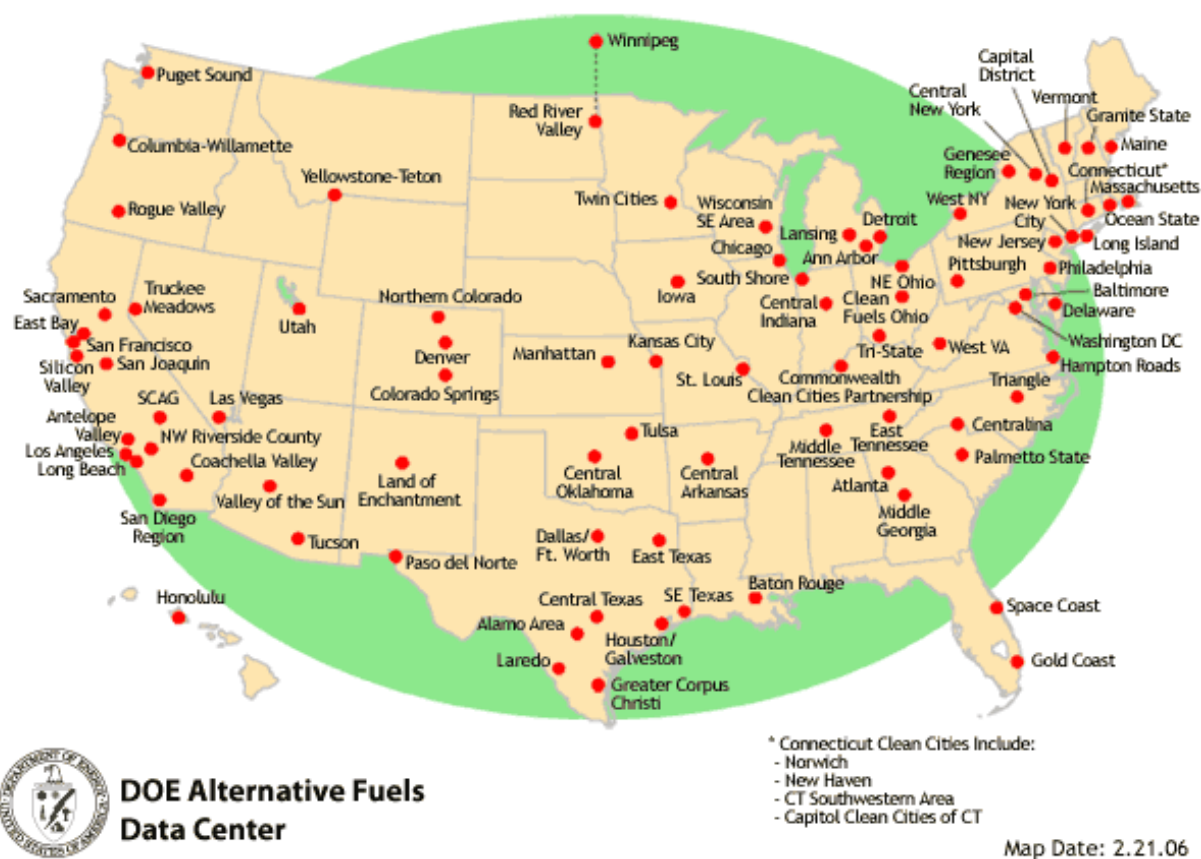 Winnipeg
Puget Sound
Capital
District
Central
New York
Vermont
Granite State
Red River
Valley
Columbia-Willamette
Maine
Genesee
Region
Connecticut*
Yellowstone-Teton
Massachusetts
Twin Cities
Wisconsin
SE Area
West NY
New York
City
Rogue Valley
Detroit
Ocean State
Lansing
New Jersey
Long Island
Chicago
Ann Arbor
Pittsburgh
Philadelphia
South Shore
NE Ohio
Baltimore
Sacramento
Truckee
Meadows
Northern Colorado
Iowa
Central
Indiana
Clean
Fuels Ohio
Delaware
East Bay
Utah
Washington DC
San Francisco
Denver
Manhattan
Kansas City
Tri-State
West VA
Silicon
Valley
San Joaquin
Hampton Roads
St. Louis
Commonwealth
Clean Cities Partnership
Colorado Springs
Triangle
SCAG
Las Vegas
Antelope
Valley
NW Riverside County
Tulsa
Middle
Tennessee
East
Tennessee
Centralina
Los Angeles
Long Beach
Coachella Valley
Land of
Enchantment
Central
Oklahoma
Central
Arkansas
Palmetto State
Atlanta
Valley of the Sun
San Diego
Region
Middle
Georgia
Tucson
Dallas/
Ft. Worth
East Texas
Paso del Norte
Baton Rouge
Honolulu
Central Texas
SE Texas
Space Coast
Alamo Area
Houston/
Galveston
Laredo
Gold Coast
Greater Corpus
Christi
* Connecticut Clean Cities Include:
- Norwich
- New Haven
- CT Southwestern Area
- Capitol Clean Cities of CT
DEPARTMENT OF ENERGY
UNITED STATES OF AMERICA
DOE Alternative Fuels
Data Center
Map Date: 2.21.06